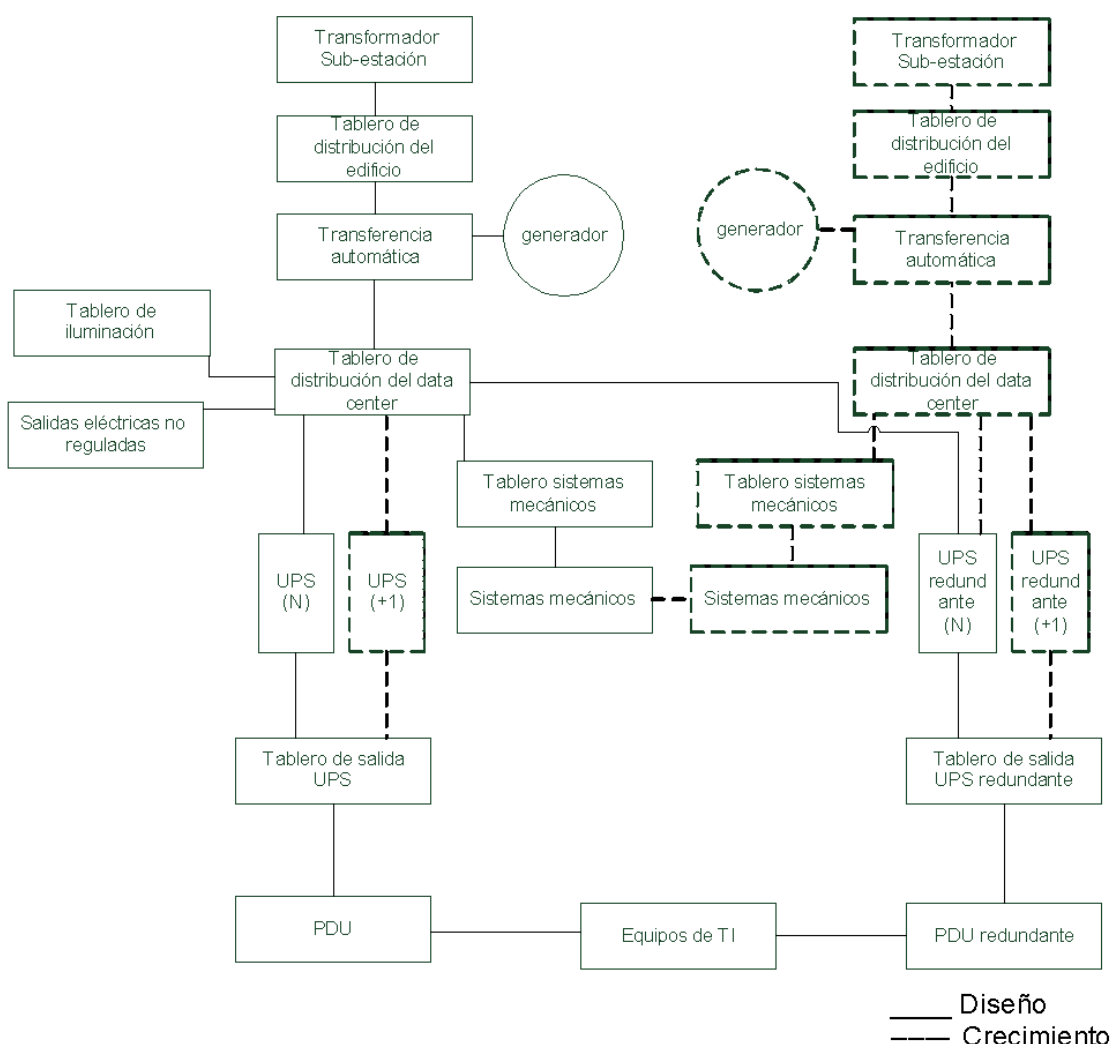 Transformador
Sub-estación
Transformador
Sub-estación
Tablero de
distribución del
edificio
Tablero de
distribución del
edificio
Transferencia
automática
generador
generador
Transferencia
automática
Tablero de
iluminación
Tablero de
distribución del data
center
Tablero de
distribución del data
center
Salidas eléctricas no
reguladas
Tablero sistemas
mecánicos
Tablero sistemas
mecánicos
UPS
(N)
UPS
(+1)
Sistemas mecánicos
Sistemas mecánicos
UPS
redund
ante
(N)
UPS
redund
ante
(+1)
Tablero de salida
UPS
Tablero de salida
UPS redundante
PDU
Equipos de TI
PDU redundante
Diseño
Crecimiento